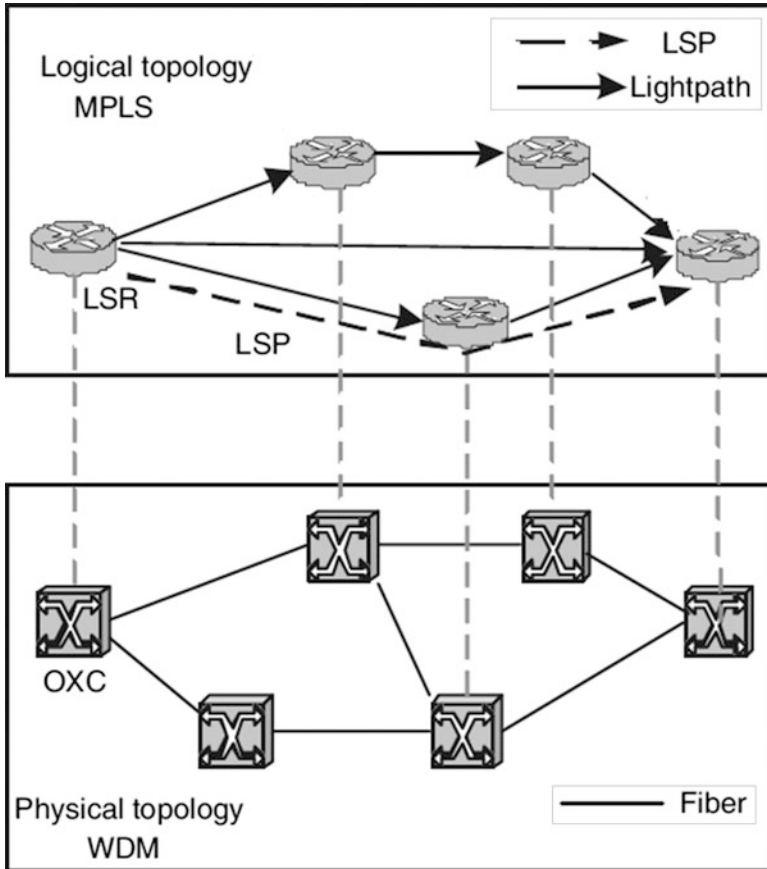 LSP
Lightpath
Logical topology
MPLS
LSR
LSP
OXC
Physical topology
WDM
Fiber